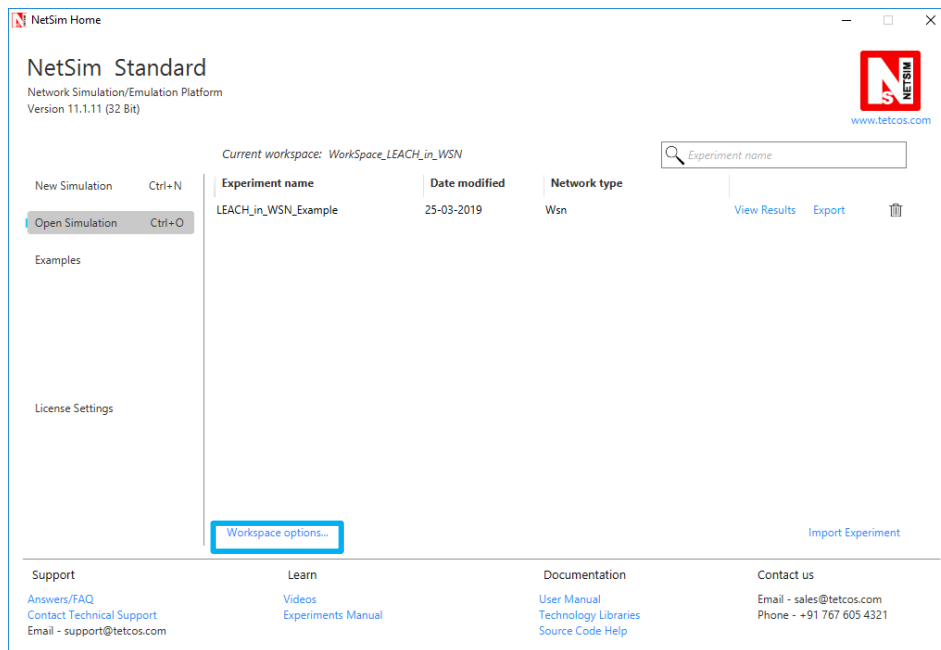 NetSim Home
NetSim Standard
Network Simulation/Emulation Platform
Version 11.1.11 (32 Bit)
NETSIM
www.tetcos.com
Current workspace: WorkSpace_LEACH_in_WSN
Experiment name
New Simulation Ctrl+N
Open Simulation Ctrl+O
Examples
License Settings
Experiment name Date modified Network type
LEACH_in_WSN_Example 25-03-2019 Wsn View Results Export
Workspace options...
Import Experiment
Support
Answers/FAQ
Contact Technical Support
Email - support@tetcos.com
Learn
Videos
Experiments Manual
Documentation
User Manual
Technology Libraries
Source Code Help
Contact us
Email - sales@tetcos.com
Phone - +91 767 605 4321